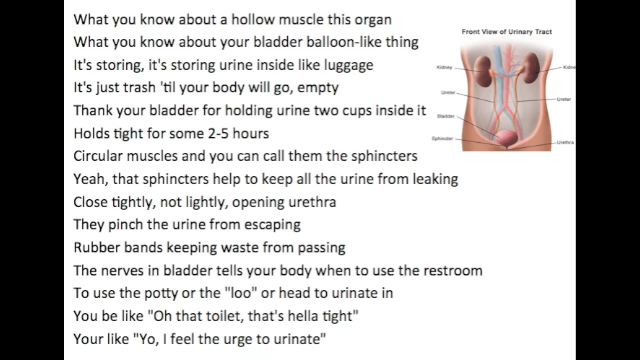 What you know about a hollow muscle this organ
What you know about your bladder balloon-like thing
It's storing, it's storing urine inside like luggage
It's just trash 'til your body will go, empty
Thank your bladder for holding urine two cups inside it
Holds tight for some 2-5 hours
Circular muscles and you can call them the sphincters
Yeah, that sphincters help to keep all the urine from leaking
Close tightly, not lightly, opening urethra
They pinch the urine from escaping
Rubber bands keeping waste from passing
The nerves in bladder tells your body when to use the restroom
To use the potty or the "loo" or head to urinate in
You be like "Oh that toilet, that's hella tight"
Your like "Yo, I feel the urge to urinate"
Front View of Urinary Tract
Kidney
Kidne
Ureter
Ureter
Bladder
Sphincter
Urethra